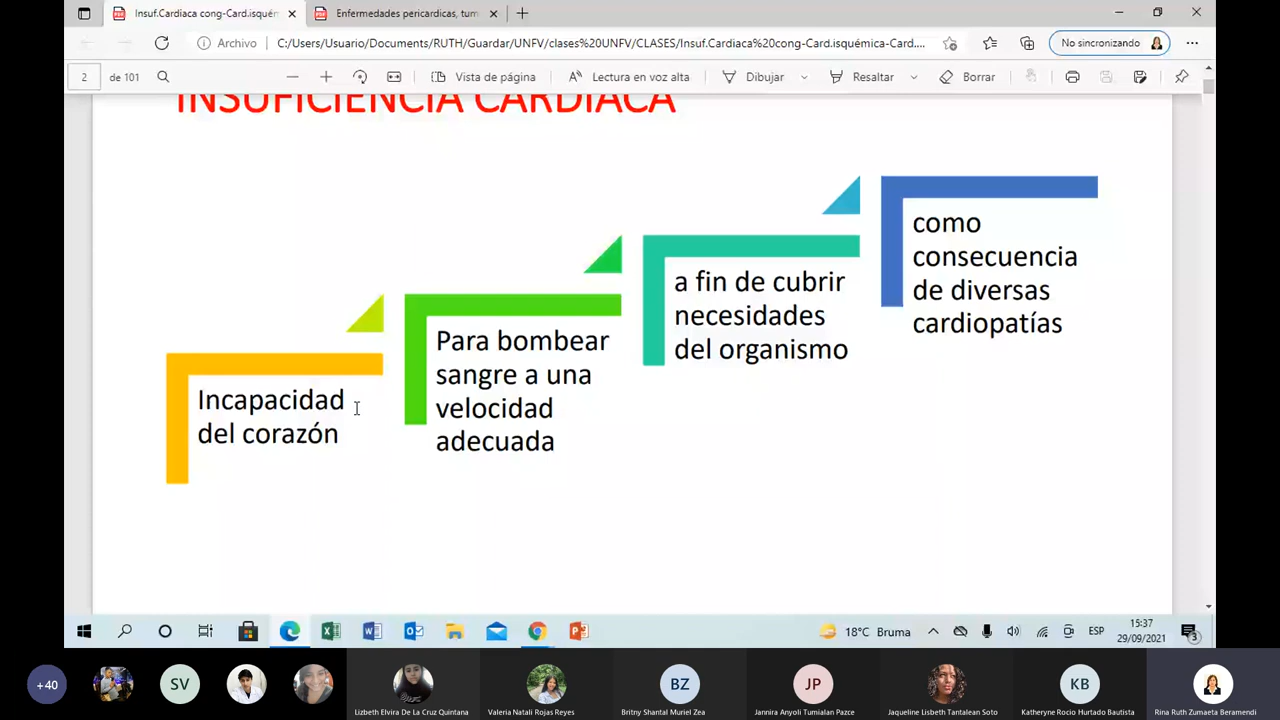 Insuf.Cardiaca cong-Card.isquém
Enfermedades pericardicas, tum
Archivo
C:/Users/Usuario/Documents/RUTH/Guardar/UNFV/clases%20UNFV/CLASES/Insuf.Cardiaca%20cong-Card.isquémica-Card....
No sincronizando
2
de 101
Vista de página
Lectura en voz alta
Dibujar
Resaltar
Borrar
INSUFICIENCIA CARDIACA
Incapacidad
del corazón
Para bombear
sangre a una
velocidad
adecuada
a fin de cubrir
necesidades
del organismo
como
consecuencia
de diversas
cardiopatías
18°C Bruma
ESP
15:37
29/09/2021
3
+40
SV
BZ
JP
KB
Lizbeth Elvira De La Cruz Quintana
Valeria Natali Rojas Reyes
Britny Shantal Muriel Zea
Jannira Anyoli Tumialan Pazce
Jaqueline Lisbeth Tantalean Soto
Katheryne Rocio Hurtado Bautista
Rina Ruth Zumaeta Beramendi